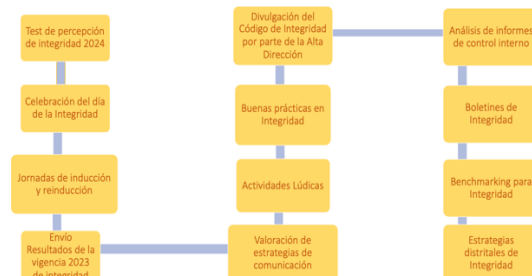 Test de percepción
de integridad 2024
Celebración del día
de la Integridad
Jornadas de inducción
y reinducción
Envío
Resultados de la
vigencia 2023
de integridad
Divulgación del
Código de Integridad
por parte de la Alta
Dirección
Buenas prácticas en
Integridad
Actividades Lúdicas
Valoración de
estrategias de
comunicación
Análisis de informes
de control interno
Boletines de
Integridad
Benchmarking para
Integridad
Estrategias
distritales de
Integridad